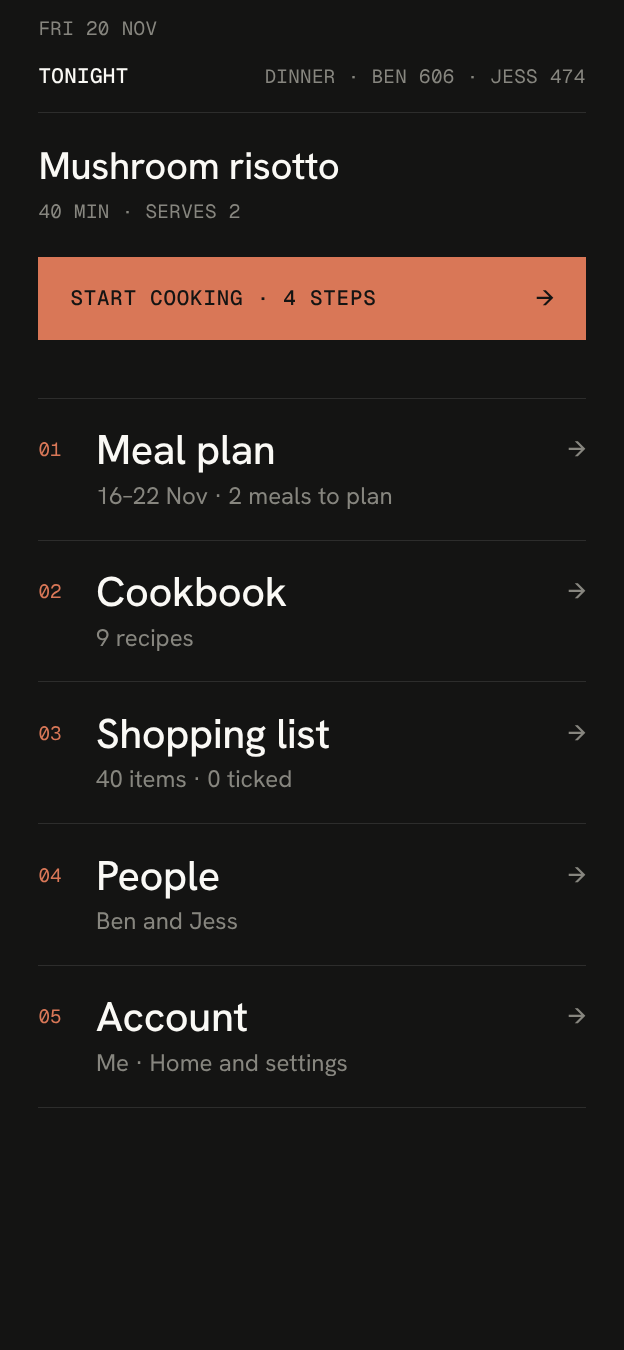 FRI 20 NOV
TONIGHT DINNER · BEN 606 · JESS 474
Mushroom risotto
40 MIN · SERVES 2
START COOKING · 4 STEPS →
01 Meal plan →
16–22 Nov · 2 meals to plan
02 Cookbook →
9 recipes
03 Shopping list →
40 items · 0 ticked
04 People →
Ben and Jess
05 Account →
Me · Home and settings